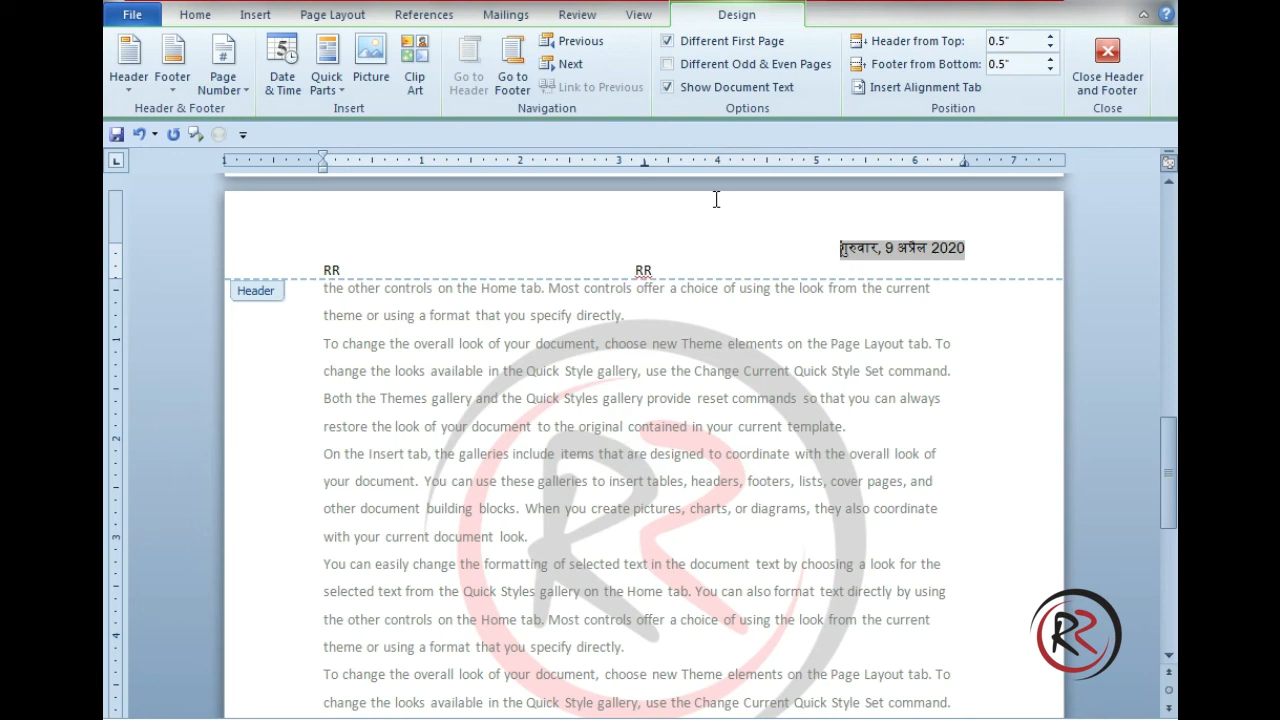 File Home Insert Page Layout References Mailings Review View Design
Header Footer Page Number Date & Time Quick Parts Picture Clip Art Go to Header Go to Footer Previous Next Link to Previous
Different First Page
Different Odd & Even Pages
Show Document Text
Header from Top: 0.5"
Footer from Bottom: 0.5"
Insert Alignment Tab
Close Header and Footer
Header & Footer Insert Navigation Options Position Close
1 1 2 3 4 5 6 7
गुरुवार, 9 अप्रैल 2020
RR RR
Header
the other controls on the Home tab. Most controls offer a choice of using the look from the current
theme or using a format that you specify directly.
To change the overall look of your document, choose new Theme elements on the Page Layout tab. To
change the looks available in the Quick Style gallery, use the Change Current Quick Style Set command.
Both the Themes gallery and the Quick Styles gallery provide reset commands so that you can always
restore the look of your document to the original contained in your current template.
On the Insert tab, the galleries include items that are designed to coordinate with the overall look of
your document. You can use these galleries to insert tables, headers, footers, lists, cover pages, and
other document building blocks. When you create pictures, charts, or diagrams, they also coordinate
with your current document look.
You can easily change the formatting of selected text in the document text by choosing a look for the
selected text from the Quick Styles gallery on the Home tab. You can also format text directly by using
the other controls on the Home tab. Most controls offer a choice of using the look from the current
theme or using a format that you specify directly.
To change the overall look of your document, choose new Theme elements on the Page Layout tab. To
change the looks available in the Quick Style gallery, use the Change Current Quick Style Set command.
1
2
3
4
RR
RR